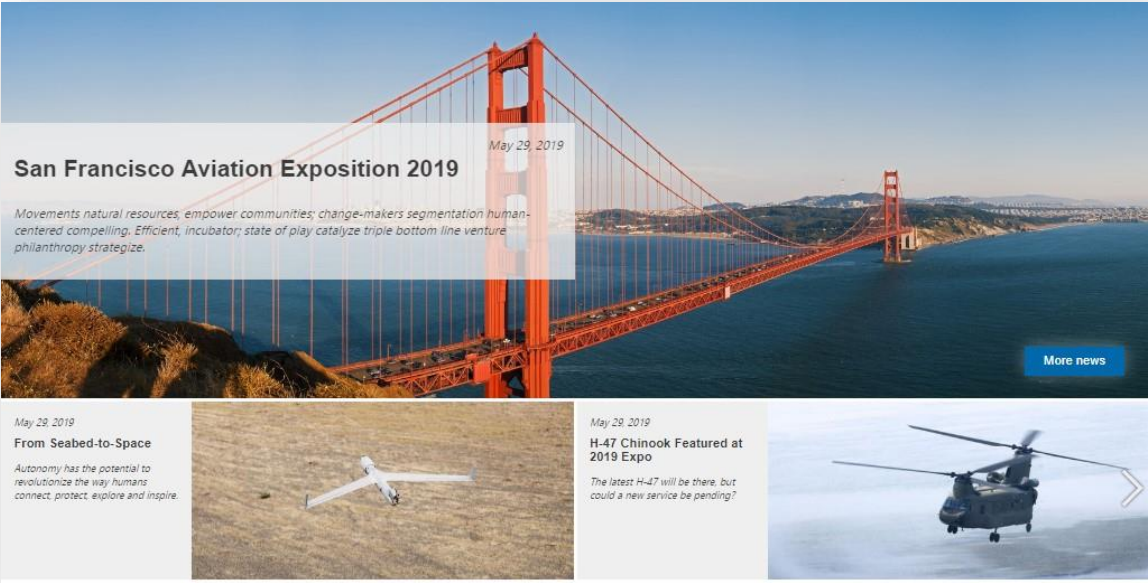 May 29, 2019
San Francisco Aviation Exposition 2019
Movements natural resources, empower communities; change-makers segmentation human-
centered compelling. Efficient, incubator; state of play catalyze triple bottom line venture
philanthropy strategize.
More news
May 29, 2019
From Seabed-to-Space
Autonomy has the potential to
revolutionize the way humans
connect, protect, explore and inspire.
May 29, 2019
H-47 Chinook Featured at
2019 Expo
The latest H-47 will be there, but
could a new service be pending?